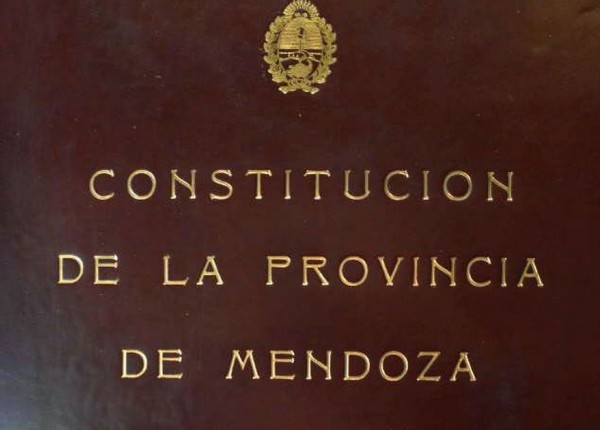 CONSTITUCION
DE LA PROVINCIA
DE MENDOZA